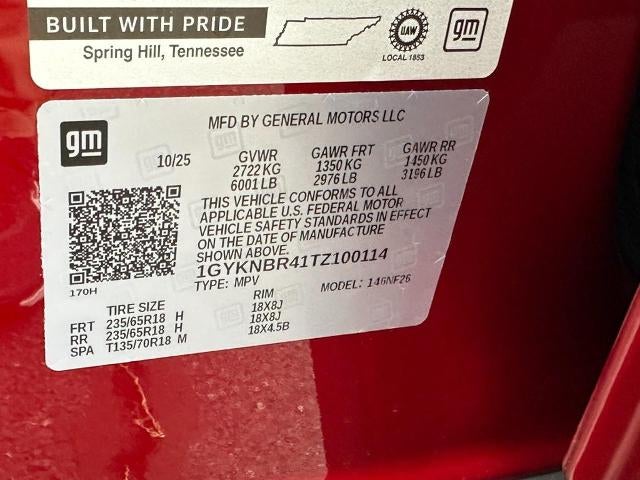 BUILT WITH PRIDE
Spring Hill, Tennessee
UAW
LOCAL 1853
gm
gm
MFD BY GENERAL MOTORS LLC
10/25 GVWR GAWR FRT GAWR RR
2722 KG 1350 KG 1450 KG
6001 LB 2976 LB 3196 LB
THIS VEHICLE CONFORMS TO ALL
APPLICABLE U.S. FEDERAL MOTOR
VEHICLE SAFETY STANDARDS IN EFFECT
ON THE DATE OF MANUFACTURE
SHOWN ABOVE.
1GYKNBR41TZ100114
TYPE: MPV MODEL: 146NF26
170H
TIRE SIZE RIM
FRT 235/65R18 H 18X8J
RR 235/65R18 H 18X8J
SPA T135/70R18 M 18X4.5B